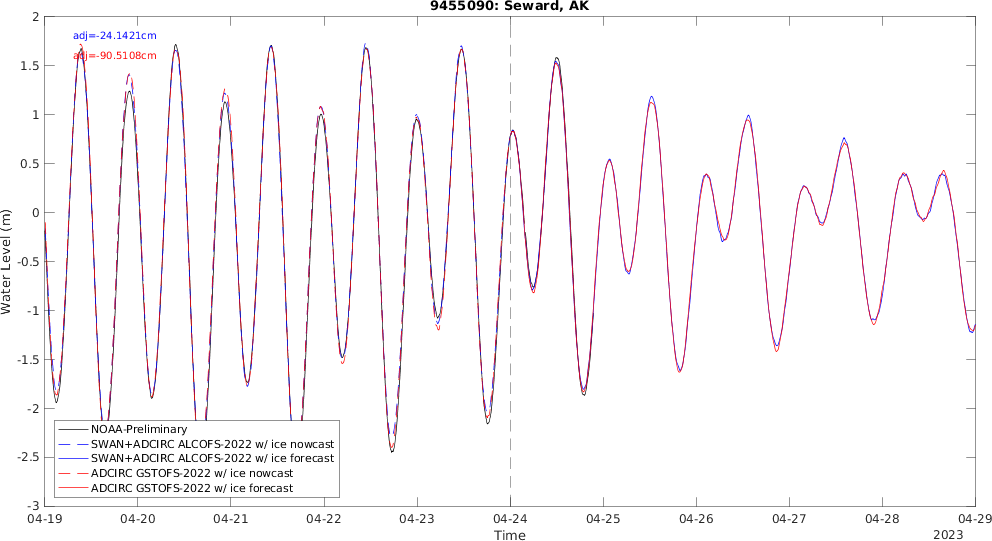 9455090: Seward, AK
adj=-24.1421cm
adj=-90.5108cm
2
1.5
1
0.5
0
-0.5
-1
-1.5
-2
-2.5
-3
Water Level (m)
NOAA-Preliminary
SWAN+ADCIRC ALCOFS-2022 w/ ice nowcast
SWAN+ADCIRC ALCOFS-2022 w/ ice forecast
ADCIRC GSTOFS-2022 w/ ice nowcast
ADCIRC GSTOFS-2022 w/ ice forecast
04-19 04-20 04-21 04-22 04-23 04-24 04-25 04-26 04-27 04-28 04-29
Time
2023